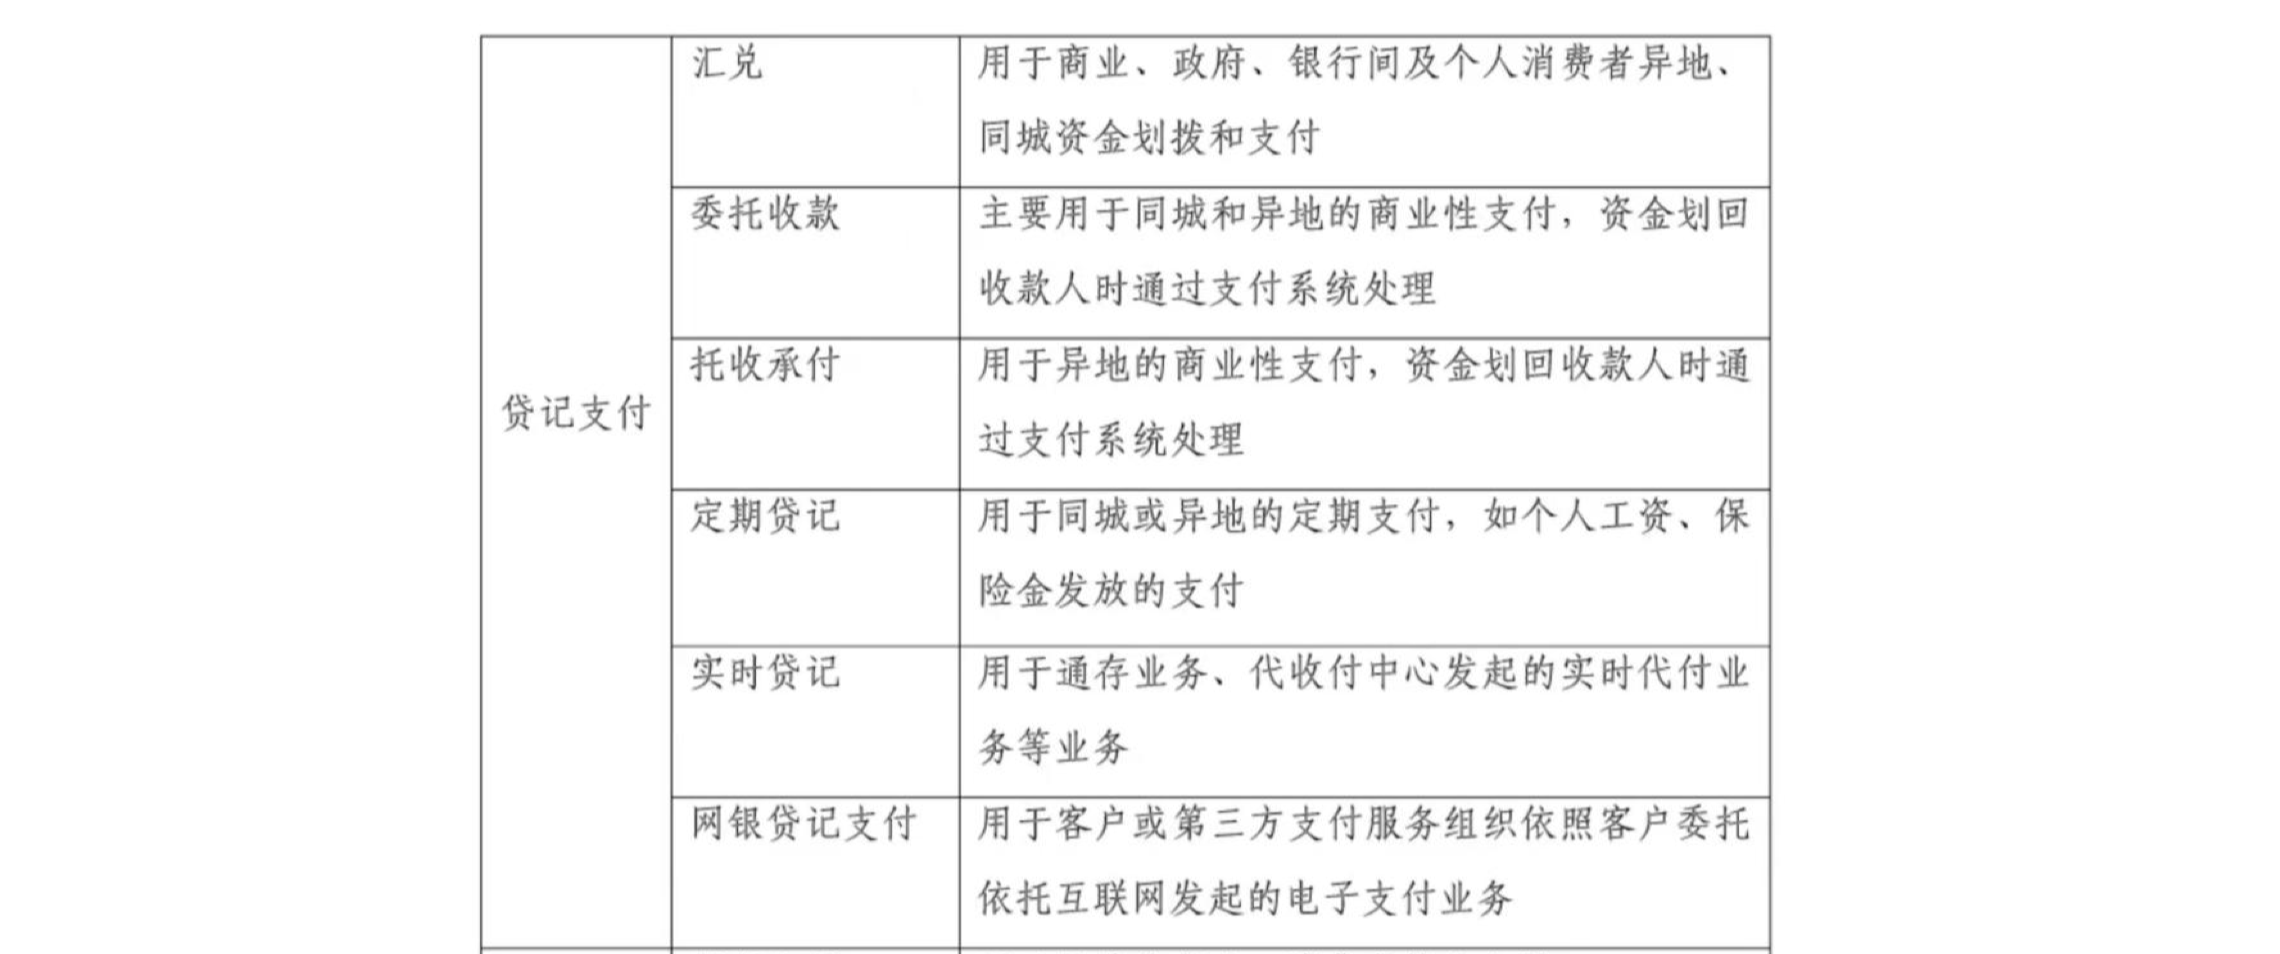 汇兑
用于商业、政府、银行间及个人消费者异地、
同城资金划拨和支付
委托收款
主要用于同城和异地的商业性支付，资金划回
收款人时通过支付系统处理
托收承付
用于异地的商业性支付，资金划回收款人时通
过支付系统处理
贷记支付
定期贷记
用于同城或异地的定期支付，如个人工资、保
险金发放的支付
实时贷记
用于通存业务、代收付中心发起的实时代付业
务等业务
网银贷记支付
用于客户或第三方支付服务组织依照客户委托
依托互联网发起的电子支付业务